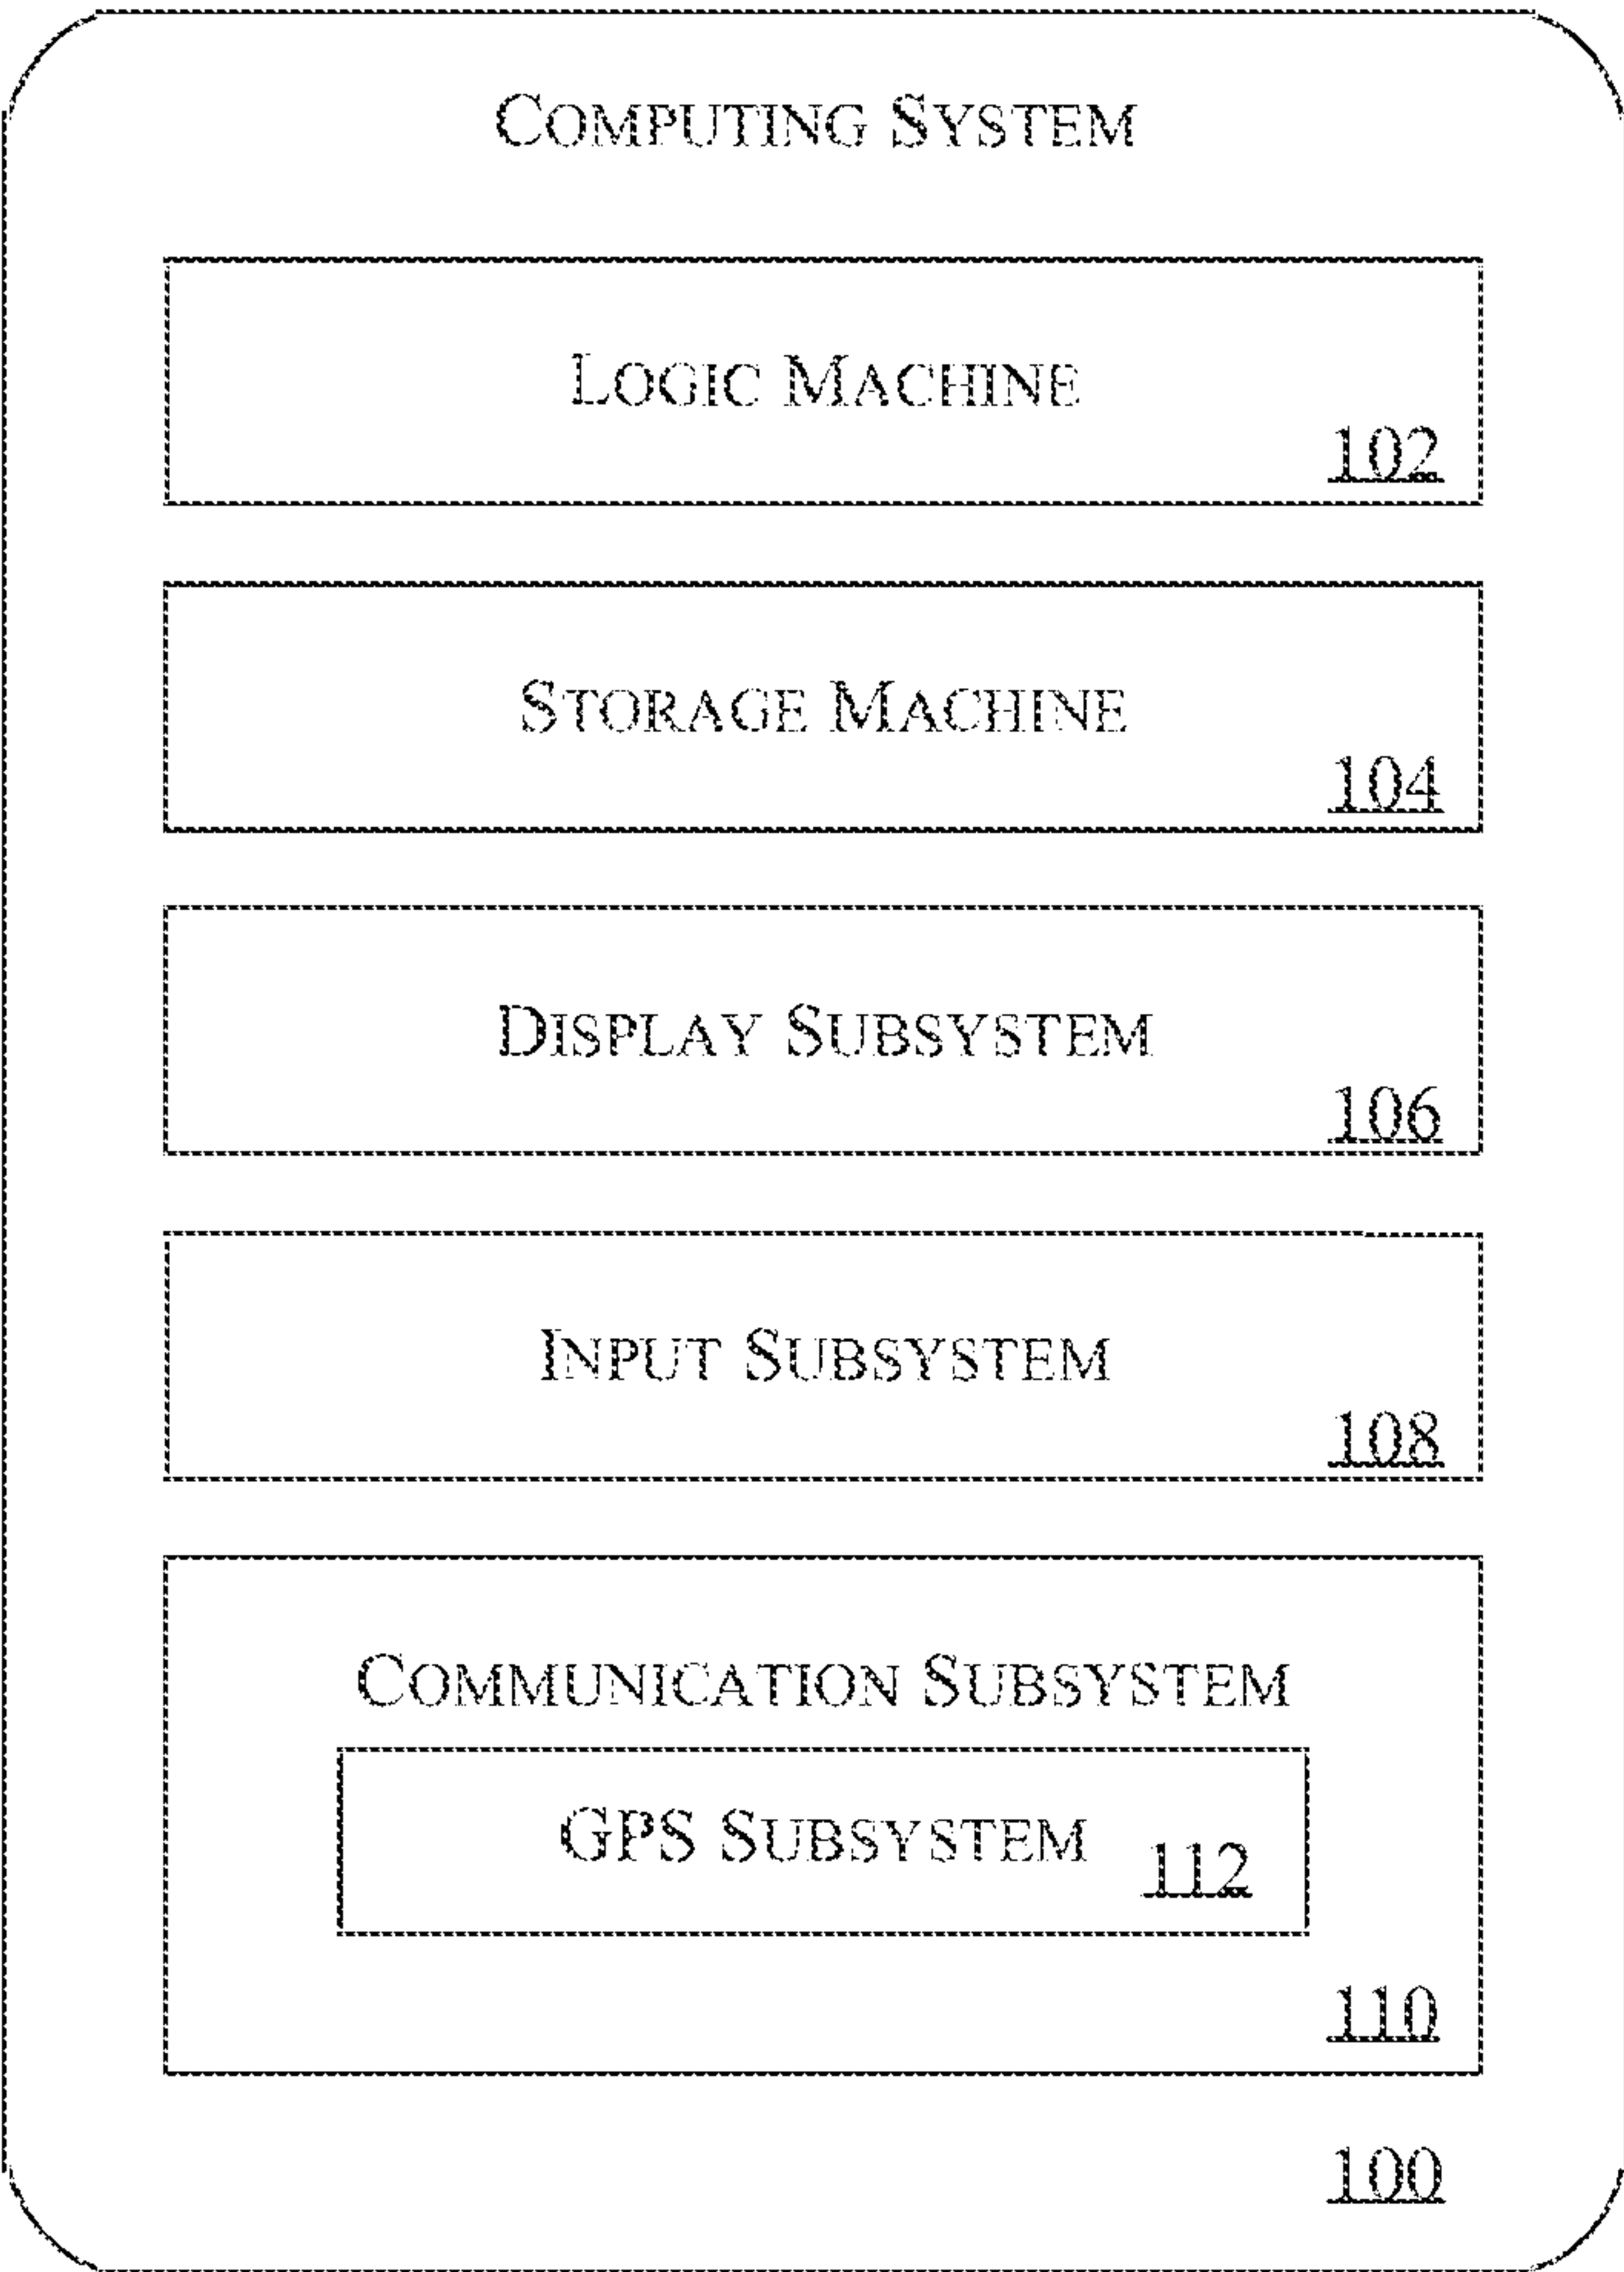 COMPUTING SYSTEM
LOGIC MACHINE
102
STORAGE MACHINE
104
DISPLAY SUBSYSTEM
106
INPUT SUBSYSTEM
108
COMMUNICATION SUBSYSTEM
GPS SUBSYSTEM 112
110
100